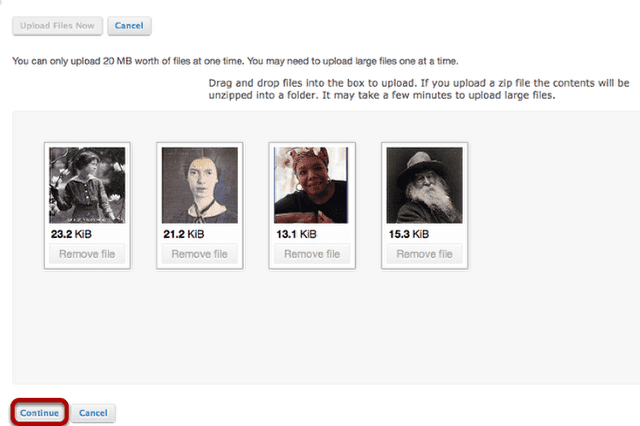 Upload Files Now Cancel
You can only upload 20 MB worth of files at one time. You may need to upload large files one at a time.
Drag and drop files into the box to upload. If you upload a zip file the contents will be
unzipped into a folder. It may take a few minutes to upload large files.
23.2 KiB 21.2 KiB 13.1 KiB 15.3 KiB
Remove file Remove file Remove file Remove file
Continue Cancel